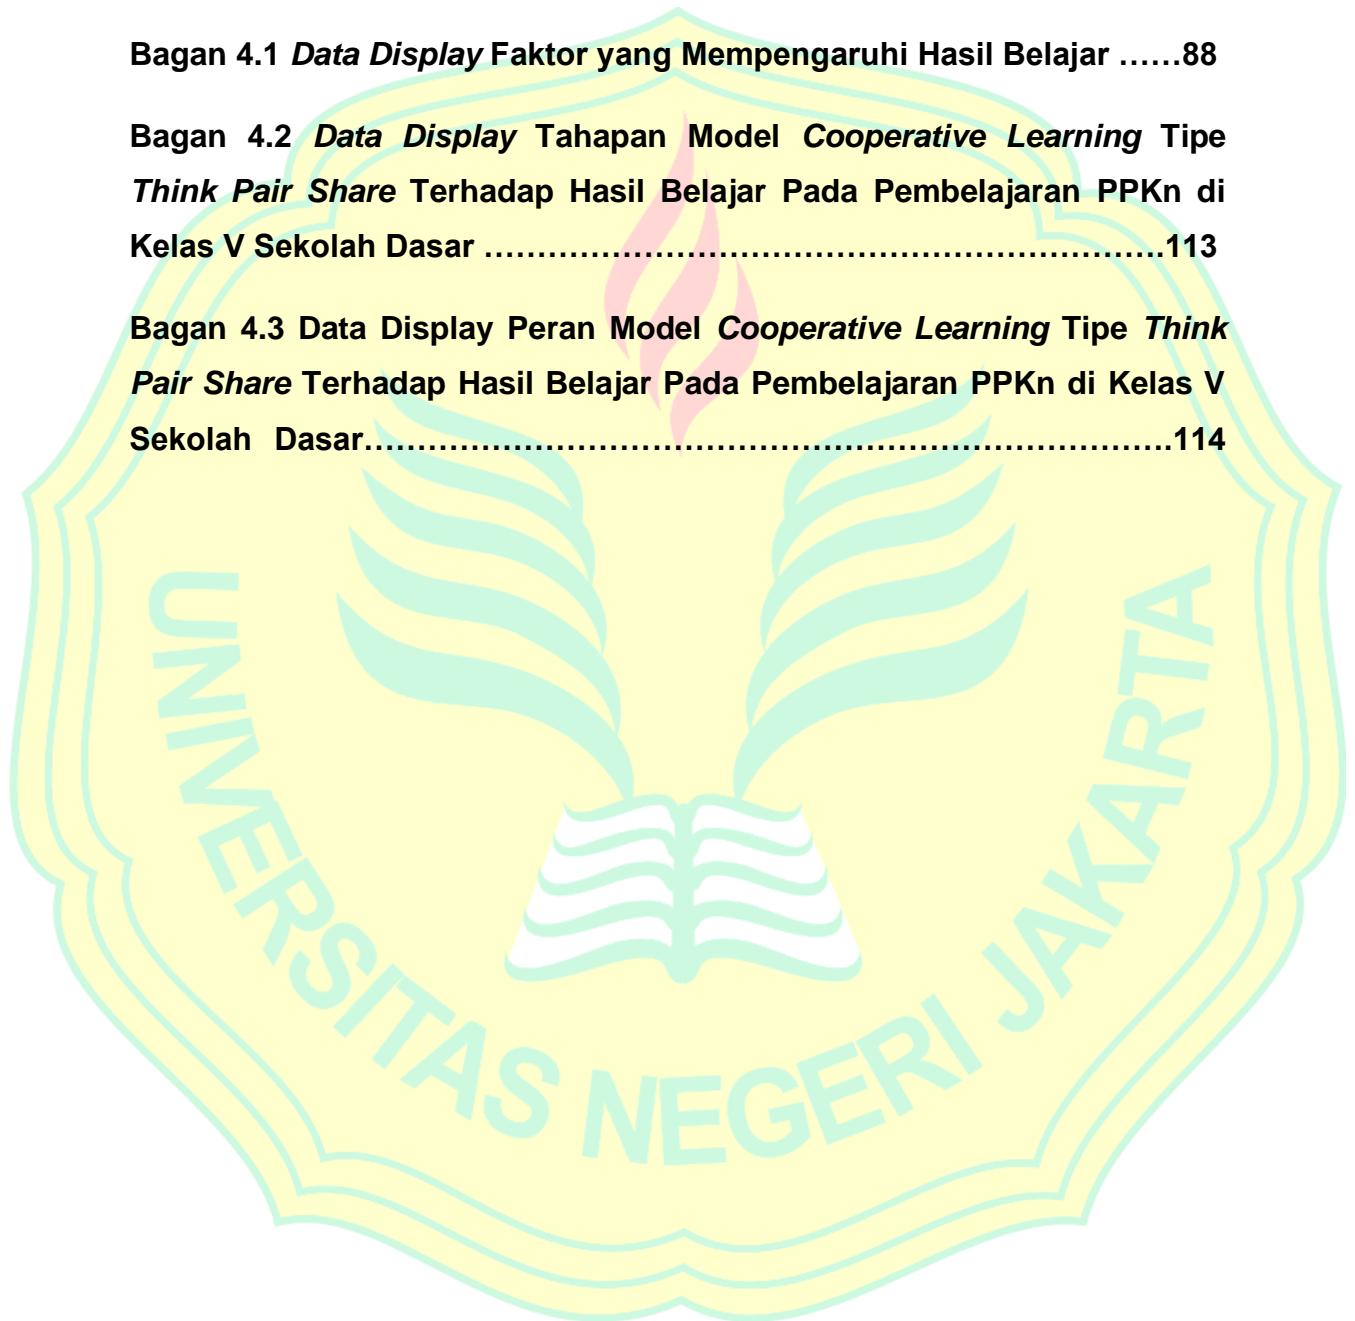 Bagan 4.1 Data Display Faktor yang Mempengaruhi Hasil Belajar ……88
Bagan 4.2 Data Display Tahapan Model Cooperative Learning Tipe
Think Pair Share Terhadap Hasil Belajar Pada Pembelajaran PPKn di
Kelas V Sekolah Dasar ………………………………………………………….113
Bagan 4.3 Data Display Peran Model Cooperative Learning Tipe Think
Pair Share Terhadap Hasil Belajar Pada Pembelajaran PPKn di Kelas V
Sekolah Dasar………………………………………………………………….114
UNIVERSITAS NEGERI JAKARTA